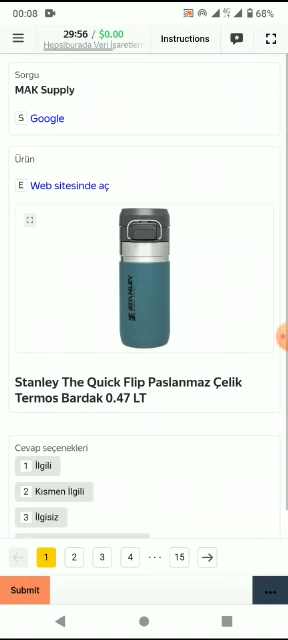 00:08
68%
29:56 / $0.00
Hepsiburada Veri İşaretlen
Instructions
Sorgu
MAK Supply
S Google
Ürün
E Web sitesinde aç
STANLEY
Stanley The Quick Flip Paslanmaz Çelik
Termos Bardak 0.47 LT
Cevap seçenekleri
1 İlgili
2 Kısmen İlgili
3 İlgisiz
1 2 3 4 ... 15
Submit